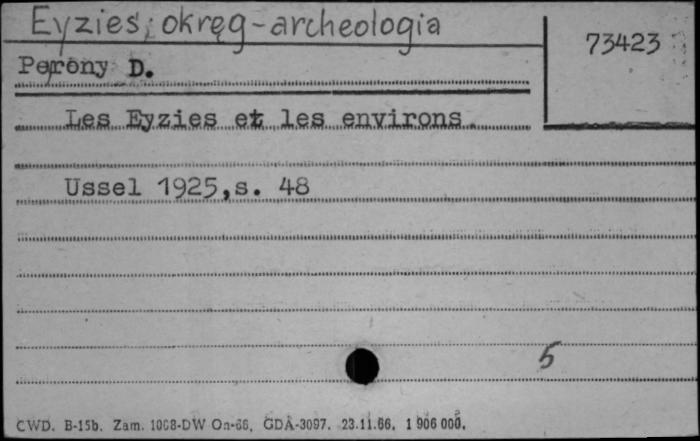 Eyzies, okręg - archeologia
73423
Peyrony D.
Les Eyzies et les environs.
Ussel 1925,s. 48
5
CWD. B-15b. Zam. 1008-DW On-66, GDA-3097. 23.11.66. 1 906 000.